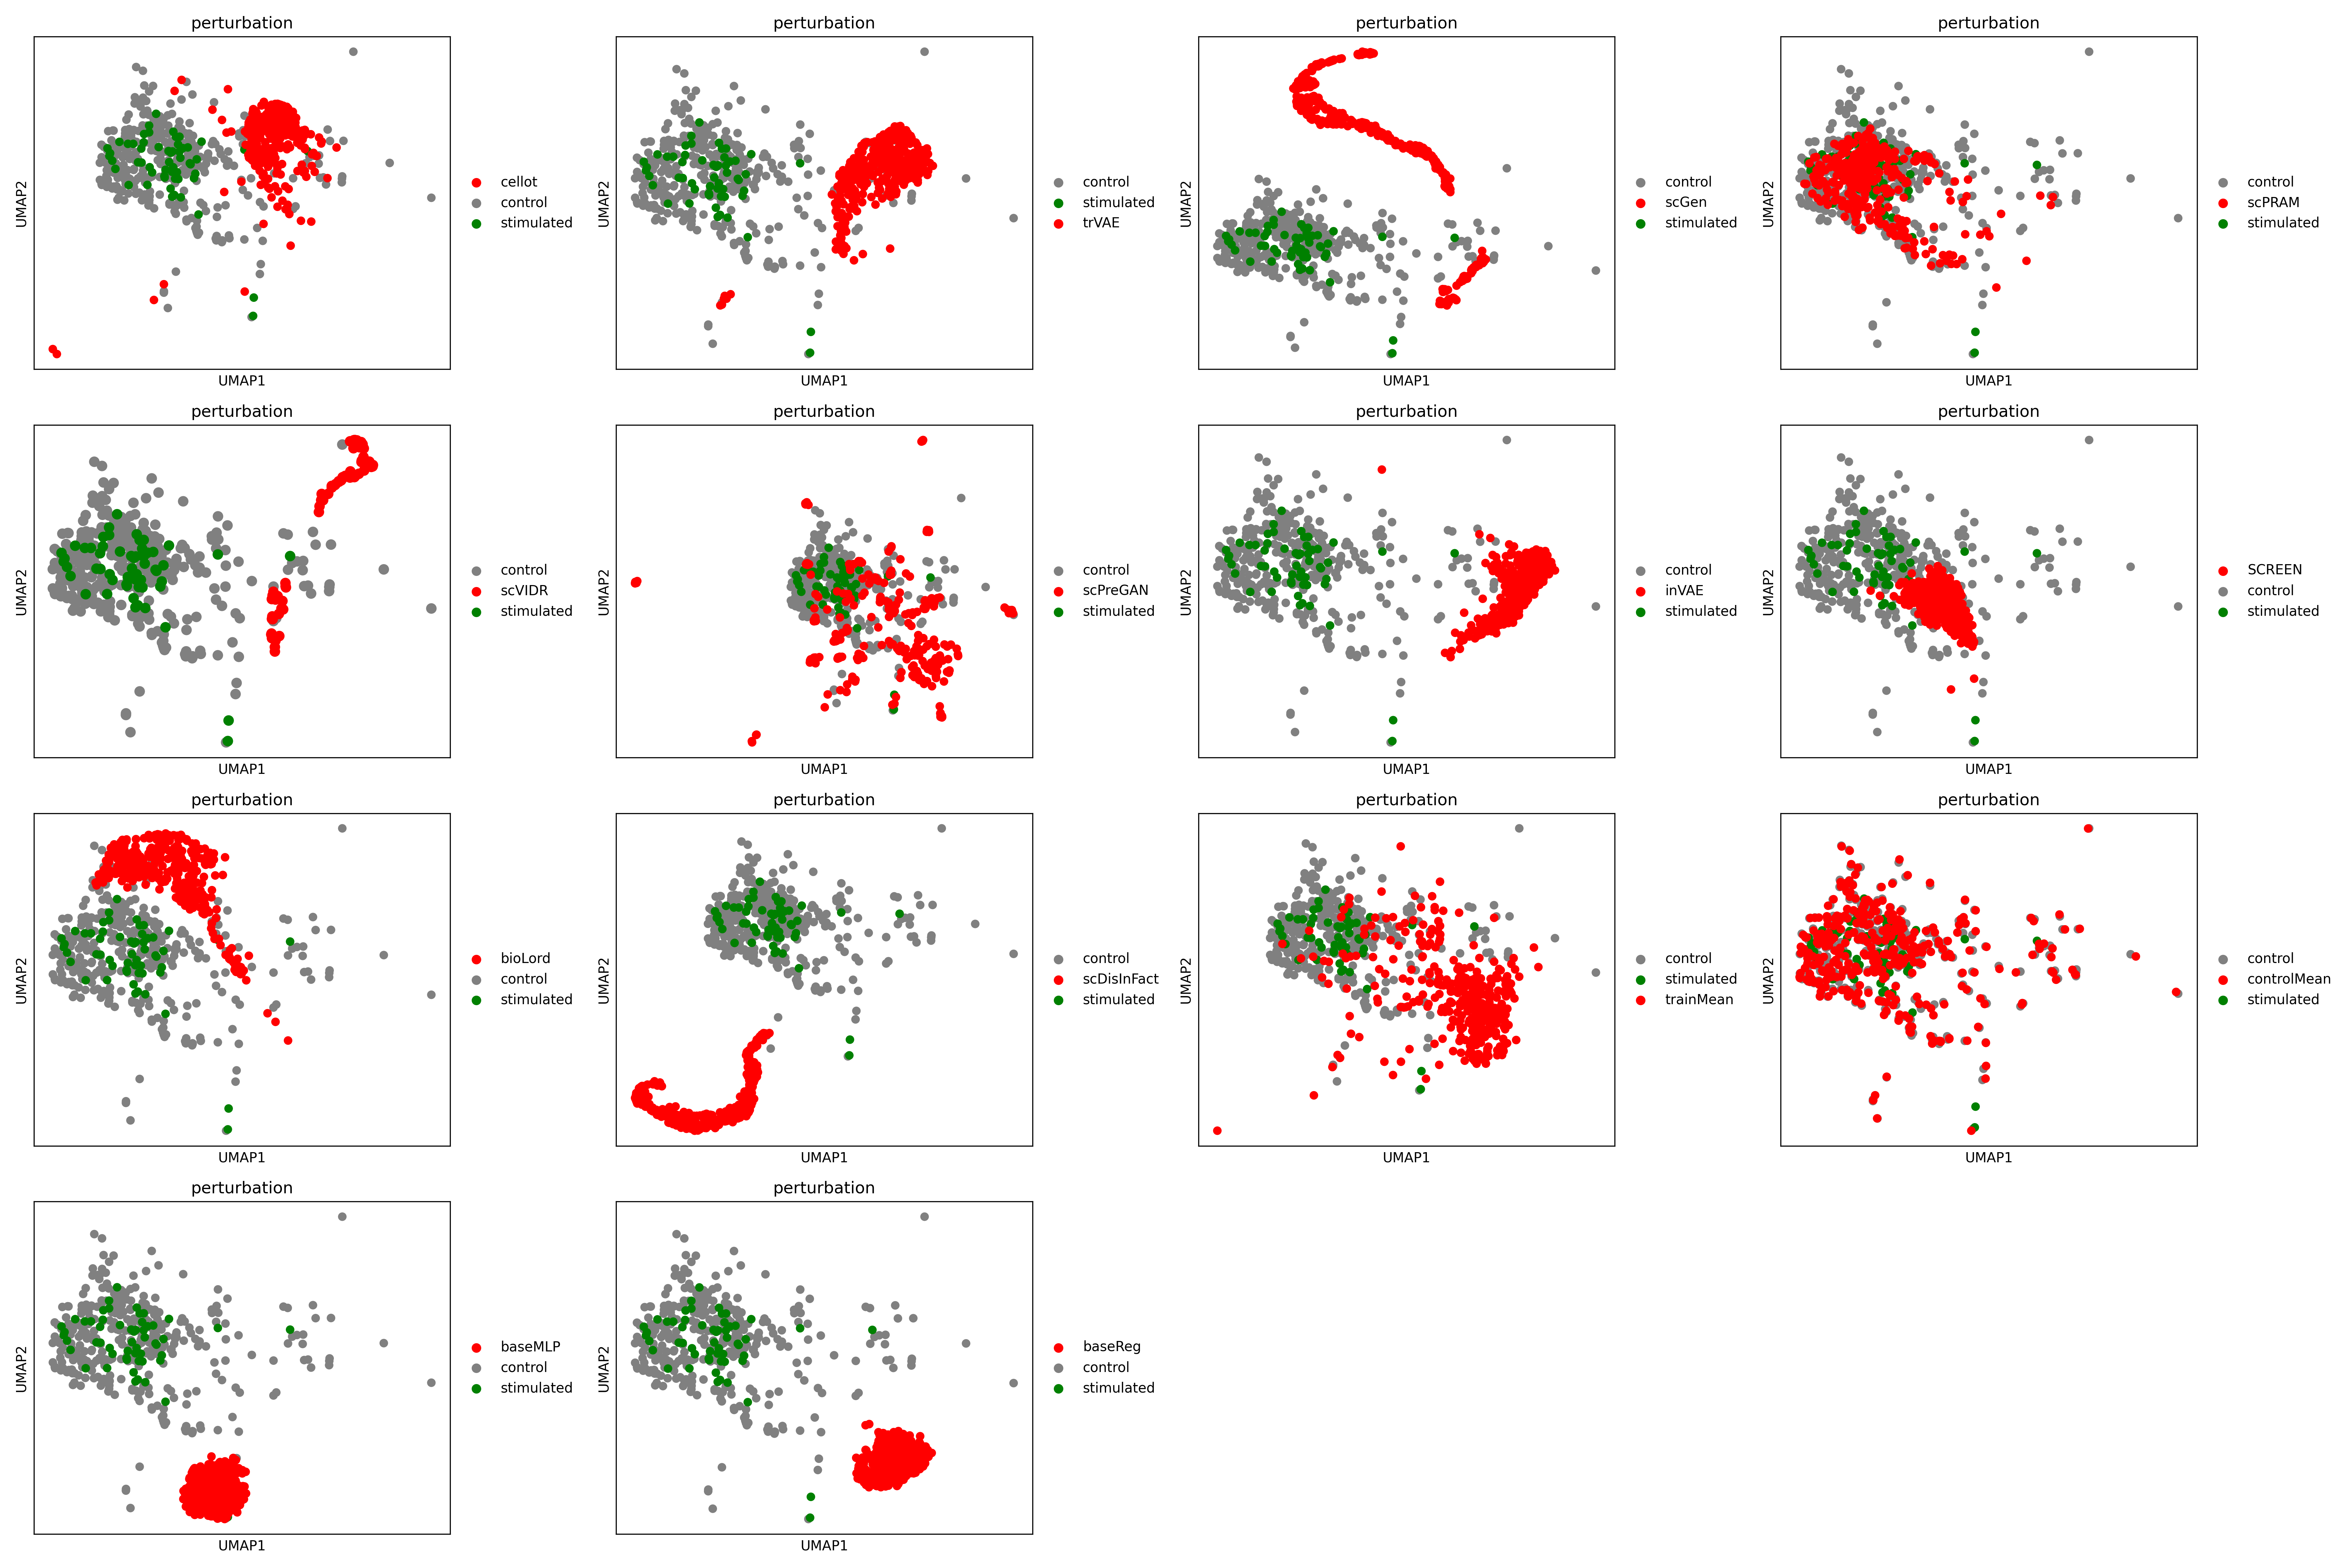 perturbation
UMAP2
UMAP1
cellot
control
stimulated
perturbation
UMAP2
UMAP1
control
stimulated
trVAE
perturbation
UMAP2
UMAP1
control
scGen
stimulated
perturbation
UMAP2
UMAP1
control
scPRAM
stimulated
perturbation
UMAP2
UMAP1
control
scVIDR
stimulated
perturbation
UMAP2
UMAP1
control
scPreGAN
stimulated
perturbation
UMAP2
UMAP1
control
inVAE
stimulated
perturbation
UMAP2
UMAP1
SCREEN
control
stimulated
perturbation
UMAP2
UMAP1
bioLord
control
stimulated
perturbation
UMAP2
UMAP1
control
scDisInFact
stimulated
perturbation
UMAP2
UMAP1
control
stimulated
trainMean
perturbation
UMAP2
UMAP1
control
controlMean
stimulated
perturbation
UMAP2
UMAP1
baseMLP
control
stimulated
perturbation
UMAP2
UMAP1
baseReg
control
stimulated